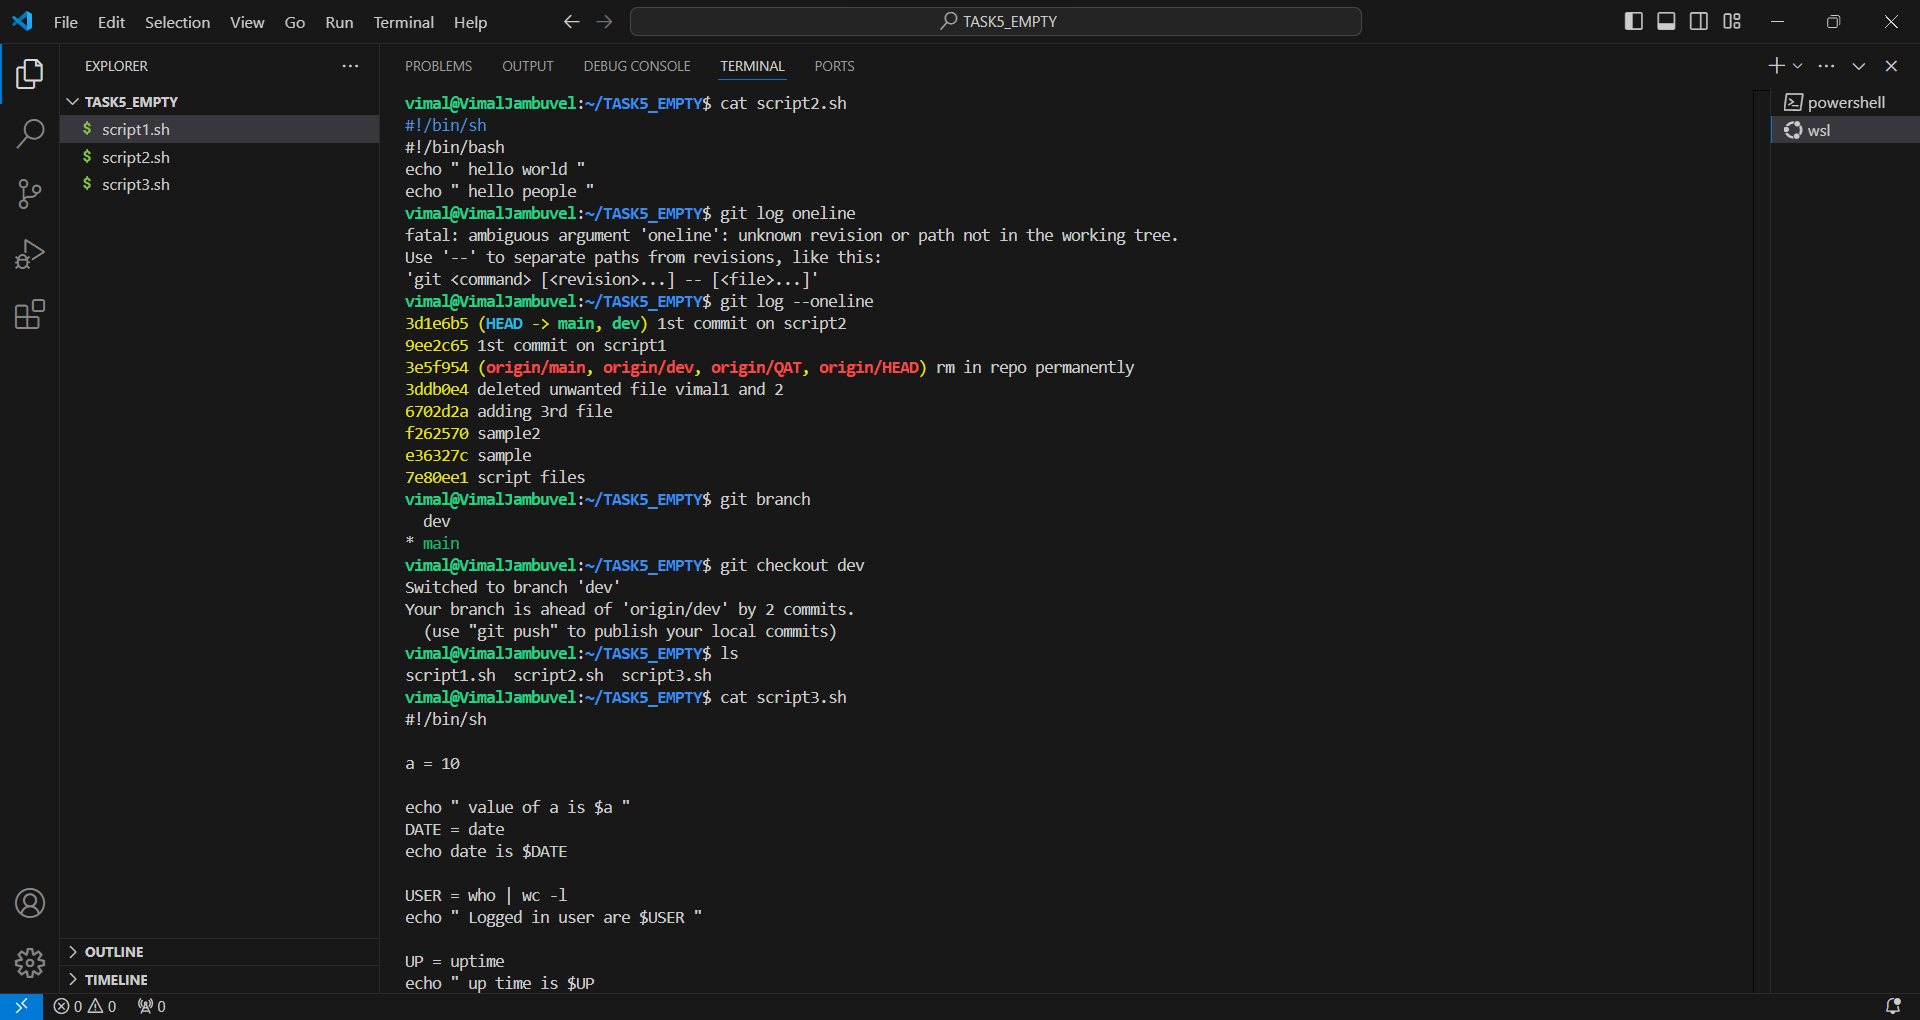 File Edit Selection View Go Run Terminal Help
TASK5_EMPTY
EXPLORER
TASK5_EMPTY
$ script1.sh
$ script2.sh
$ script3.sh
OUTLINE
TIMELINE
PROBLEMS OUTPUT DEBUG CONSOLE TERMINAL PORTS
vimal@VimalJambuvel:~/TASK5_EMPTY$ cat script2.sh
#!/bin/sh
#!/bin/bash
echo " hello world "
echo " hello people "
vimal@VimalJambuvel:~/TASK5_EMPTY$ git log oneline
fatal: ambiguous argument 'oneline': unknown revision or path not in the working tree.
Use '--' to separate paths from revisions, like this:
'git <command> [<revision>...] -- [<file>...]'
vimal@VimalJambuvel:~/TASK5_EMPTY$ git log --oneline
3d1e6b5 (HEAD -> main, dev) 1st commit on script2
9ee2c65 1st commit on script1
3e5f954 (origin/main, origin/dev, origin/QAT, origin/HEAD) rm in repo permanently
3ddb0e4 deleted unwanted file vimal1 and 2
6702d2a adding 3rd file
f262570 sample2
e36327c sample
7e80ee1 script files
vimal@VimalJambuvel:~/TASK5_EMPTY$ git branch
  dev
* main
vimal@VimalJambuvel:~/TASK5_EMPTY$ git checkout dev
Switched to branch 'dev'
Your branch is ahead of 'origin/dev' by 2 commits.
  (use "git push" to publish your local commits)
vimal@VimalJambuvel:~/TASK5_EMPTY$ ls
script1.sh  script2.sh  script3.sh
vimal@VimalJambuvel:~/TASK5_EMPTY$ cat script3.sh
#!/bin/sh
a = 10
echo " value of a is $a "
DATE = date
echo date is $DATE
USER = who | wc -l
echo " Logged in user are $USER "
UP = uptime
echo " up time is $UP
powershell
wsl
0 0 0